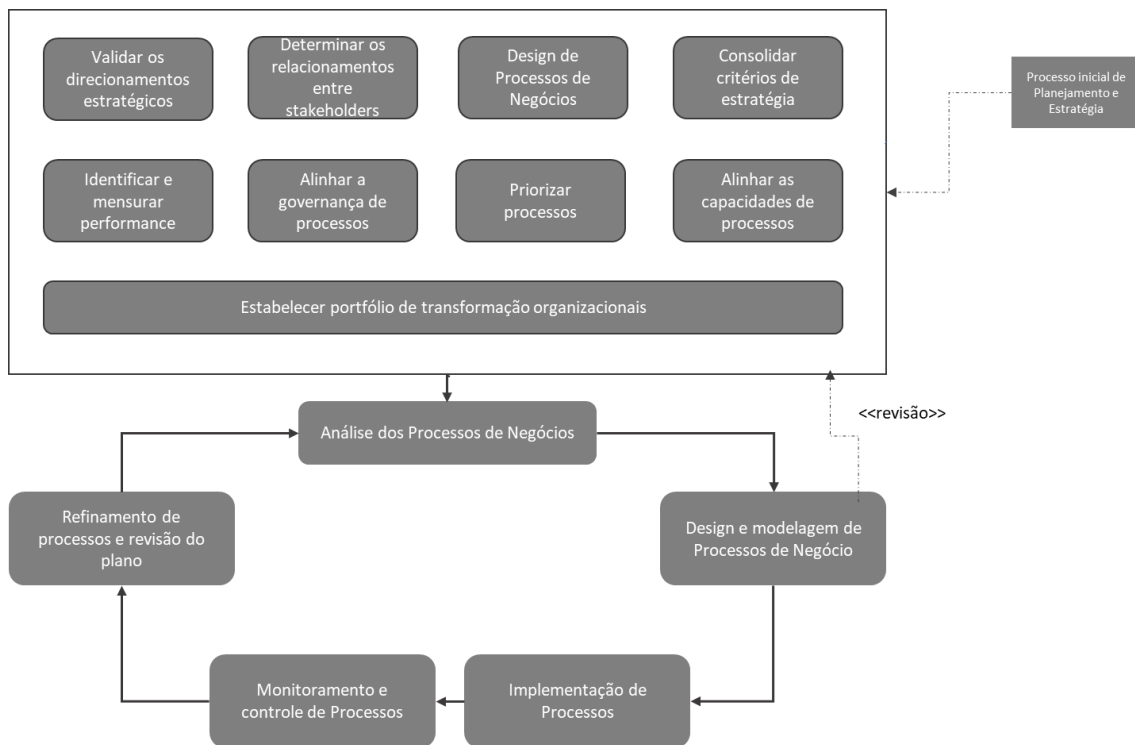 Validar os
direcionamentos
estratégicos
Determinar os
relacionamentos
entre
stakeholders
Design de
Processos de
Negócios
Consolidar
critérios de
estratégia
Processo inicial de
Planejamento e
Estratégia
Identificar e
mensurar
performance
Alinhar a
governança de
processos
Priorizar
processos
Alinhar as
capacidades de
processos
Estabelecer portfólio de transformação organizacionais
<<revisão>>
Análise dos Processos de Negócios
Refinamento de
processos e revisão do
plano
Design e modelagem de
Processos de Negócio
Monitoramento e
controle de Processos
Implementação de
Processos